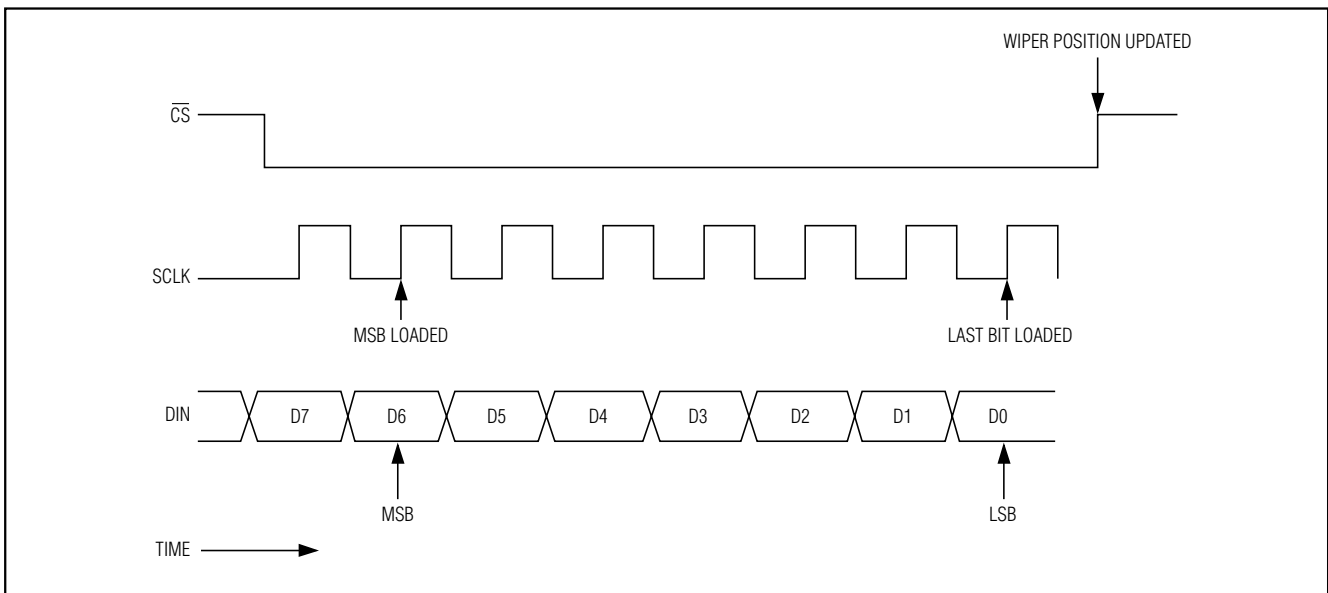 WIPER POSITION UPDATED
C̅S̅
SCLK
MSB LOADED
LAST BIT LOADED
DIN D7 D6 D5 D4 D3 D2 D1 D0
MSB
LSB
TIME